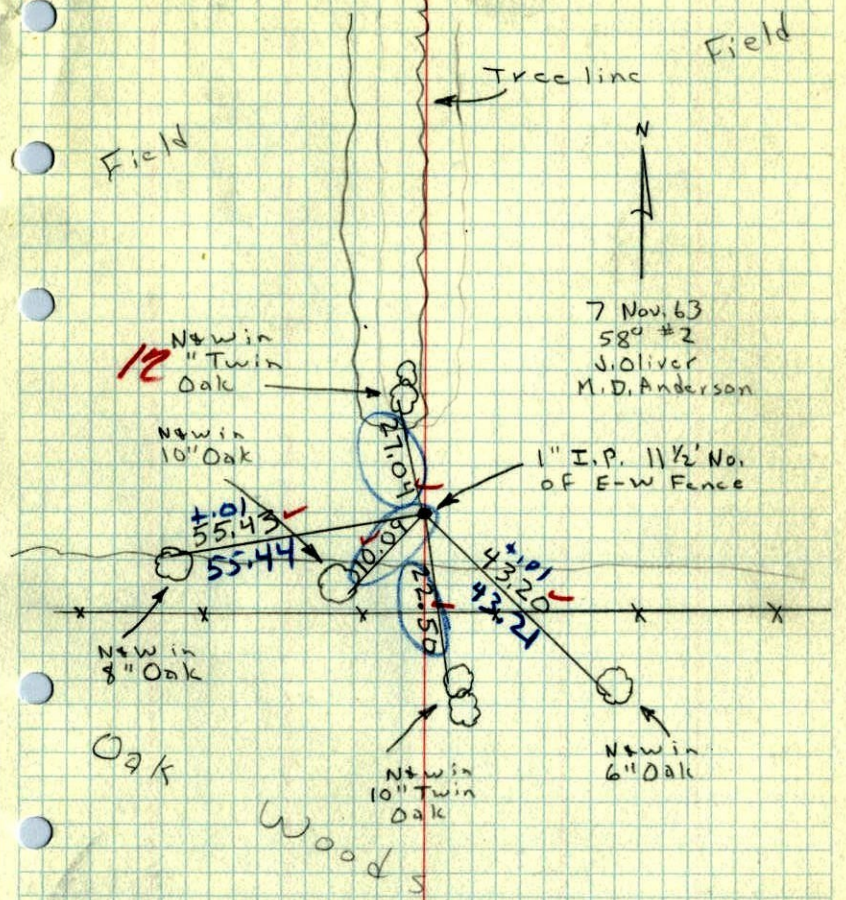 Field
Tree line
Field
N
7 Nov. 63
58° #2
J. Oliver
M.D. Anderson
N&W in
12 " Twin
Oak
N&W in
10" Oak
27.04
1" I.P. 11 ½' No.
of E-W Fence
+.01
55.43
55.44
10.09
22.50
+.01
43.20
43.21
N&W in
8" Oak
N&W in
10" Twin
Oak
N&W in
6" Oak
Oak
Woods